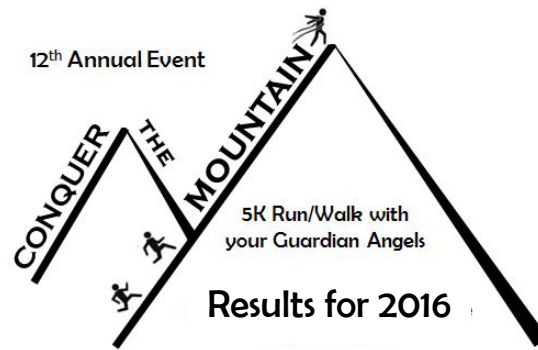 12th Annual Event
CONQUER
THE
MOUNTAIN
5K Run/Walk with
your Guardian Angels
Results for 2016